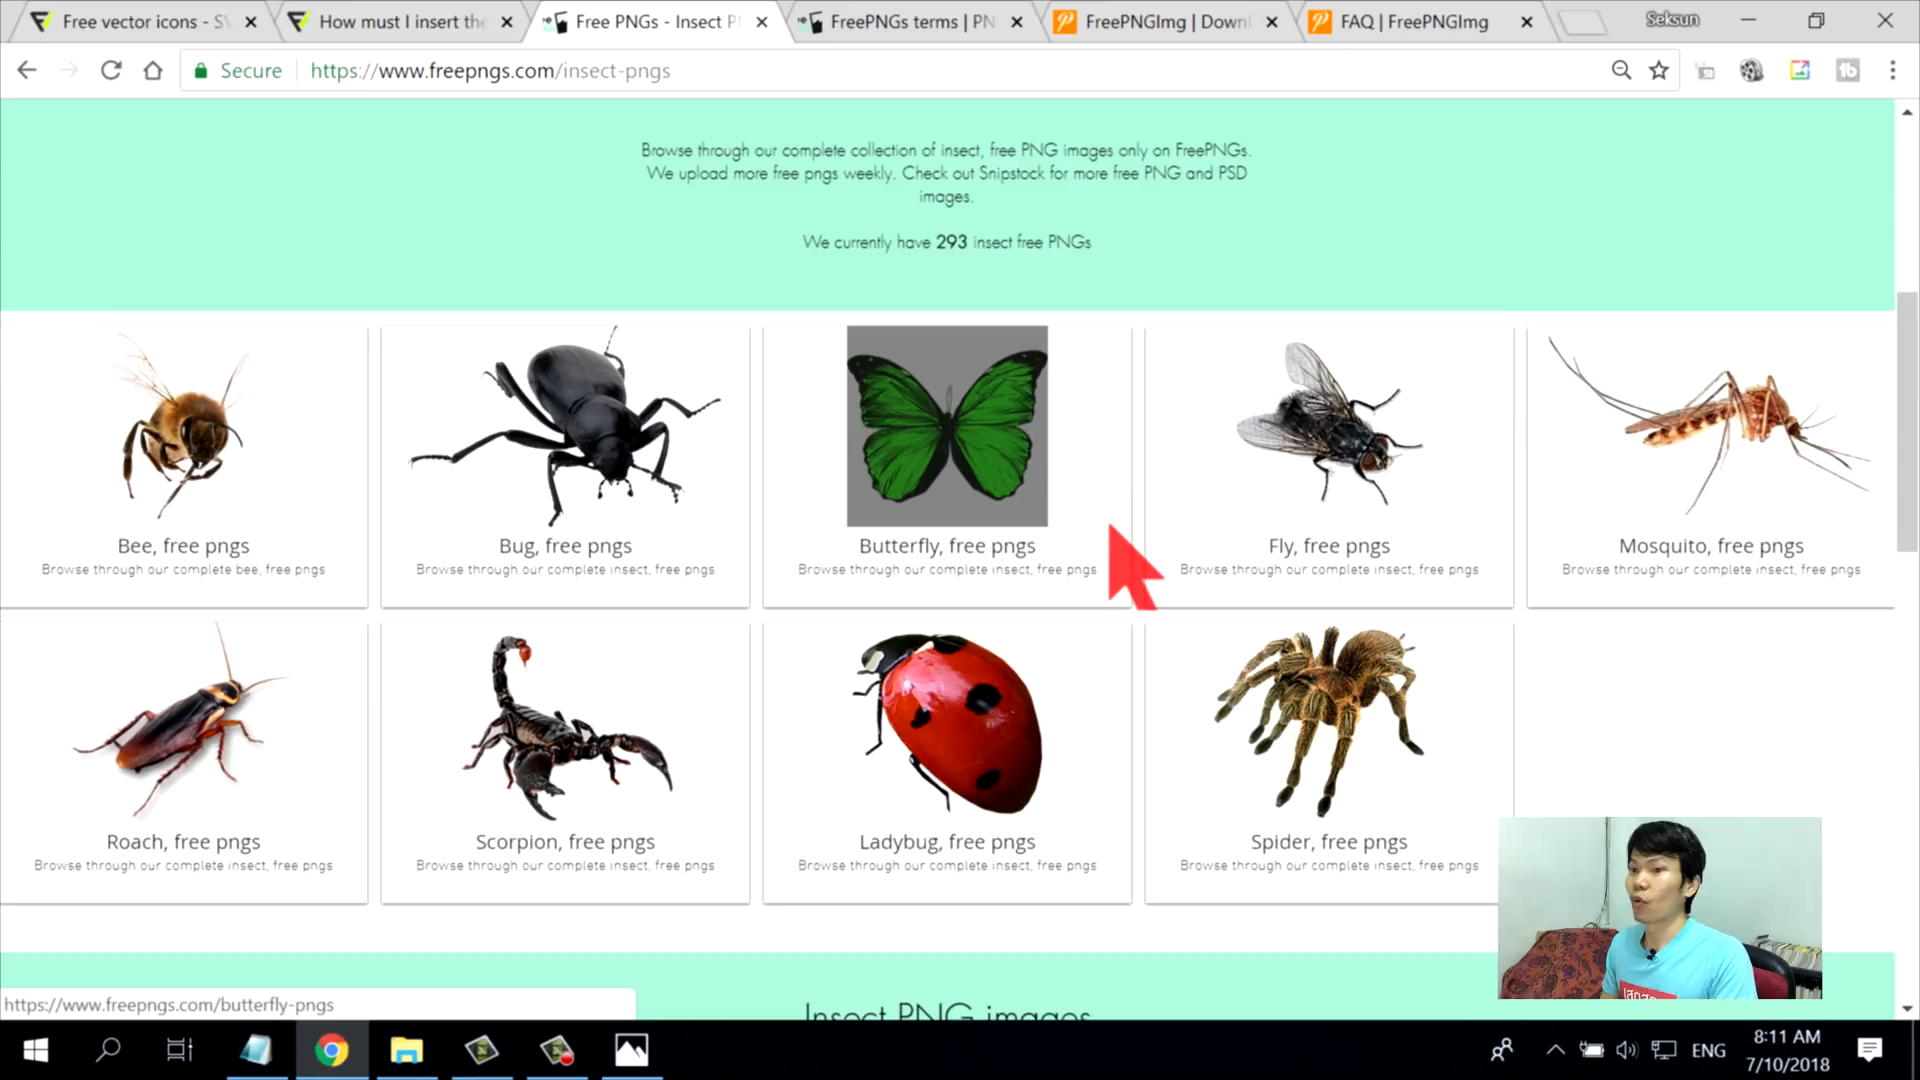 Free vector icons - SV
How must I insert the
Free PNGs - Insect P
FreePNGs terms | PN
FreePNGImg | Downl
FAQ | FreePNGImg
Seksun
Secure
https://www.freepngs.com/insect-pngs
Browse through our complete collection of insect, free PNG images only on FreePNGs.
We upload more free pngs weekly. Check out Snipstock for more free PNG and PSD
images.
We currently have 293 insect free PNGs
Bee, free pngs
Browse through our complete bee, free pngs
Bug, free pngs
Browse through our complete insect, free pngs
Butterfly, free pngs
Browse through our complete insect, free pngs
Fly, free pngs
Browse through our complete insect, free pngs
Mosquito, free pngs
Browse through our complete insect, free pngs
Roach, free pngs
Browse through our complete insect, free pngs
Scorpion, free pngs
Browse through our complete insect, free pngs
Ladybug, free pngs
Browse through our complete insect, free pngs
Spider, free pngs
Browse through our complete insect, free pngs
https://www.freepngs.com/butterfly-pngs
Insect PNG images
ENG
8:11 AM
7/10/2018